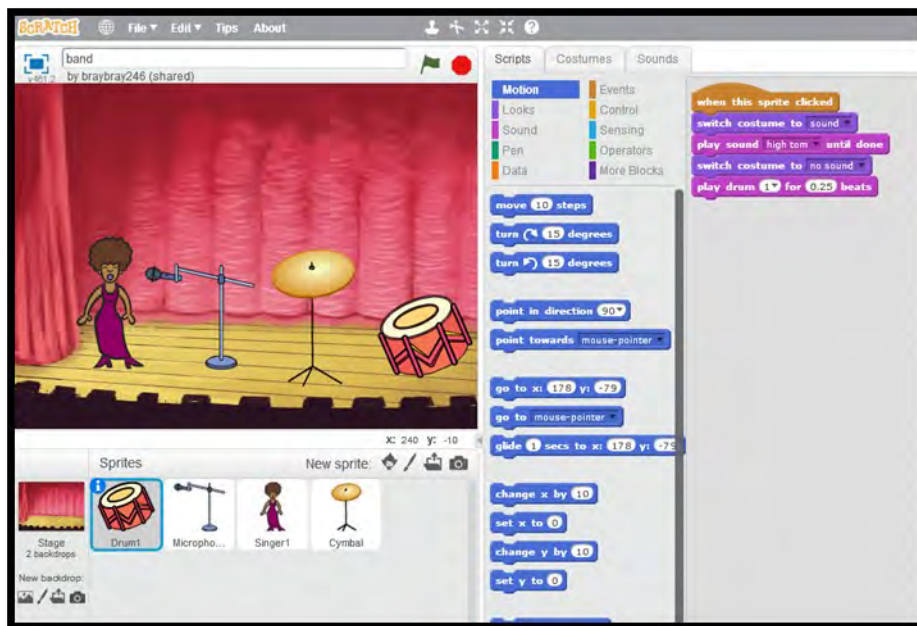 SCRATCH File▼ Edit▼ Tips About
v461.2 band
by braybray246 (shared)
Scripts Costumes Sounds
Motion Events
Looks Control
Sound Sensing
Pen Operators
Data More Blocks
move 10 steps
turn 15 degrees
turn 15 degrees
point in direction 90▼
point towards mouse-pointer
go to x: 178 y: -79
go to mouse-pointer
glide 1 secs to x: 178 y: -79
change x by 10
set x to 0
change y by 10
set y to 0
when this sprite clicked
switch costume to sound
play sound high tom until done
switch costume to no sound
play drum 1▼ for 0.25 beats
x: 240 y: -10
Sprites New sprite:
Stage
2 backdrops
New backdrop:
Drum1 Micropho... Singer1 Cymbal